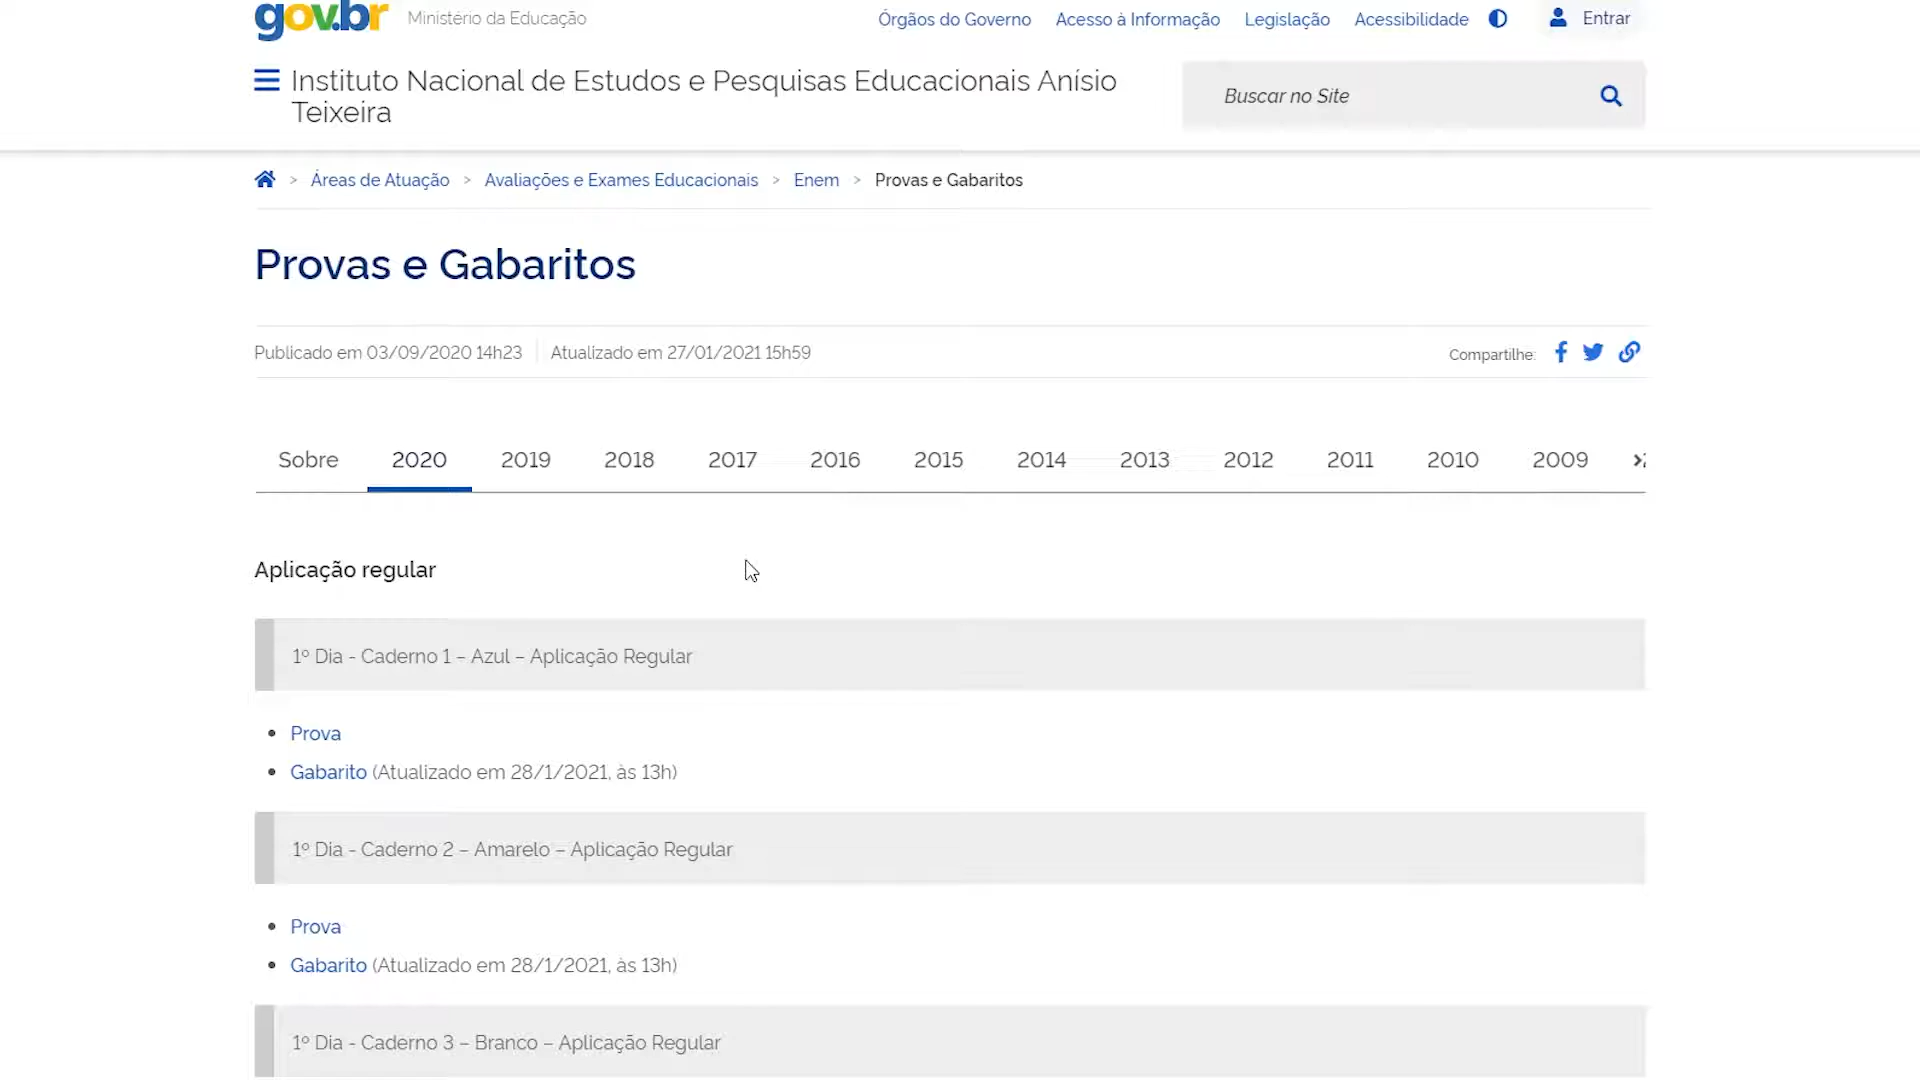 gov.br Ministério da Educação Órgãos do Governo Acesso à Informação Legislação Acessibilidade Entrar
Instituto Nacional de Estudos e Pesquisas Educacionais Anísio
Teixeira
Buscar no Site
> Áreas de Atuação > Avaliações e Exames Educacionais > Enem > Provas e Gabaritos
Provas e Gabaritos
Publicado em 03/09/2020 14h23 Atualizado em 27/01/2021 15h59 Compartilhe:
Sobre 2020 2019 2018 2017 2016 2015 2014 2013 2012 2011 2010 2009
Aplicação regular
1º Dia - Caderno 1 – Azul – Aplicação Regular
• Prova
• Gabarito (Atualizado em 28/1/2021, às 13h)
1º Dia - Caderno 2 – Amarelo – Aplicação Regular
• Prova
• Gabarito (Atualizado em 28/1/2021, às 13h)
1º Dia - Caderno 3 – Branco – Aplicação Regular